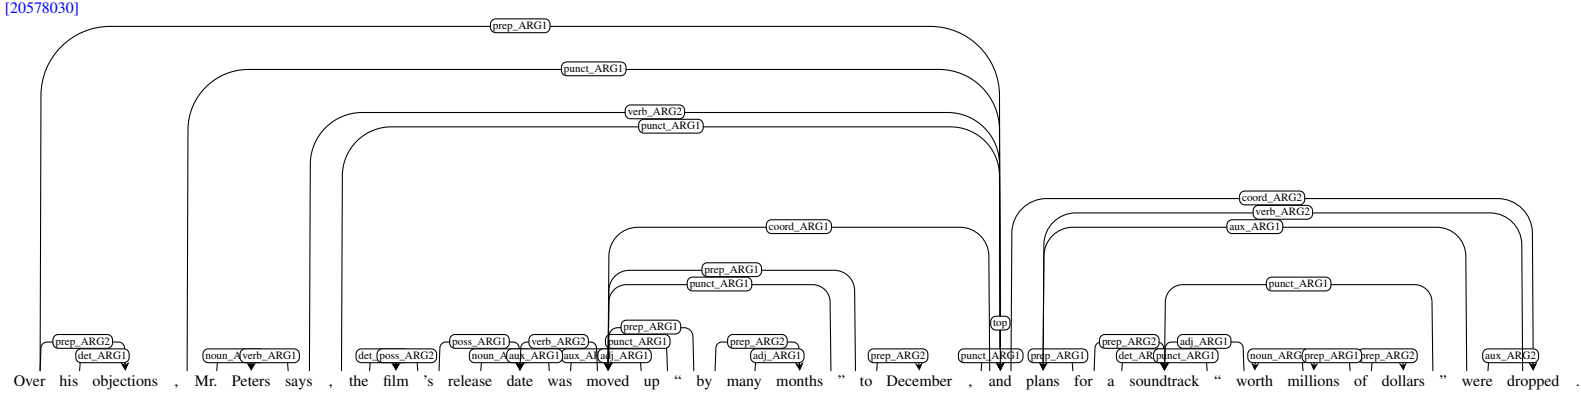 [20578030]
prep_ARG1
punct_ARG1
verb_ARG2
punct_ARG1
coord_ARG2
verb_ARG2
coord_ARG1 aux_ARG1
prep_ARG1
punct_ARG1 punct_ARG1
top
prep_ARG1
prep_ARG2 poss_ARG1 verb_ARG2 punct_ARG1 prep_ARG2 prep_ARG2 adj_ARG1
det_ARG1 verb_ARG1 poss_ARG2 aux_ARG1 adj_ARG1 adj_ARG1 prep_ARG2 punct_ARG1 prep_ARG1 punct_ARG1 prep_ARG1 prep_ARG2 aux_ARG2
Over his objections , Mr. Peters says , the film 's release date was moved up “ by many months ” to December , and plans for a soundtrack “ worth millions of dollars ” were dropped .